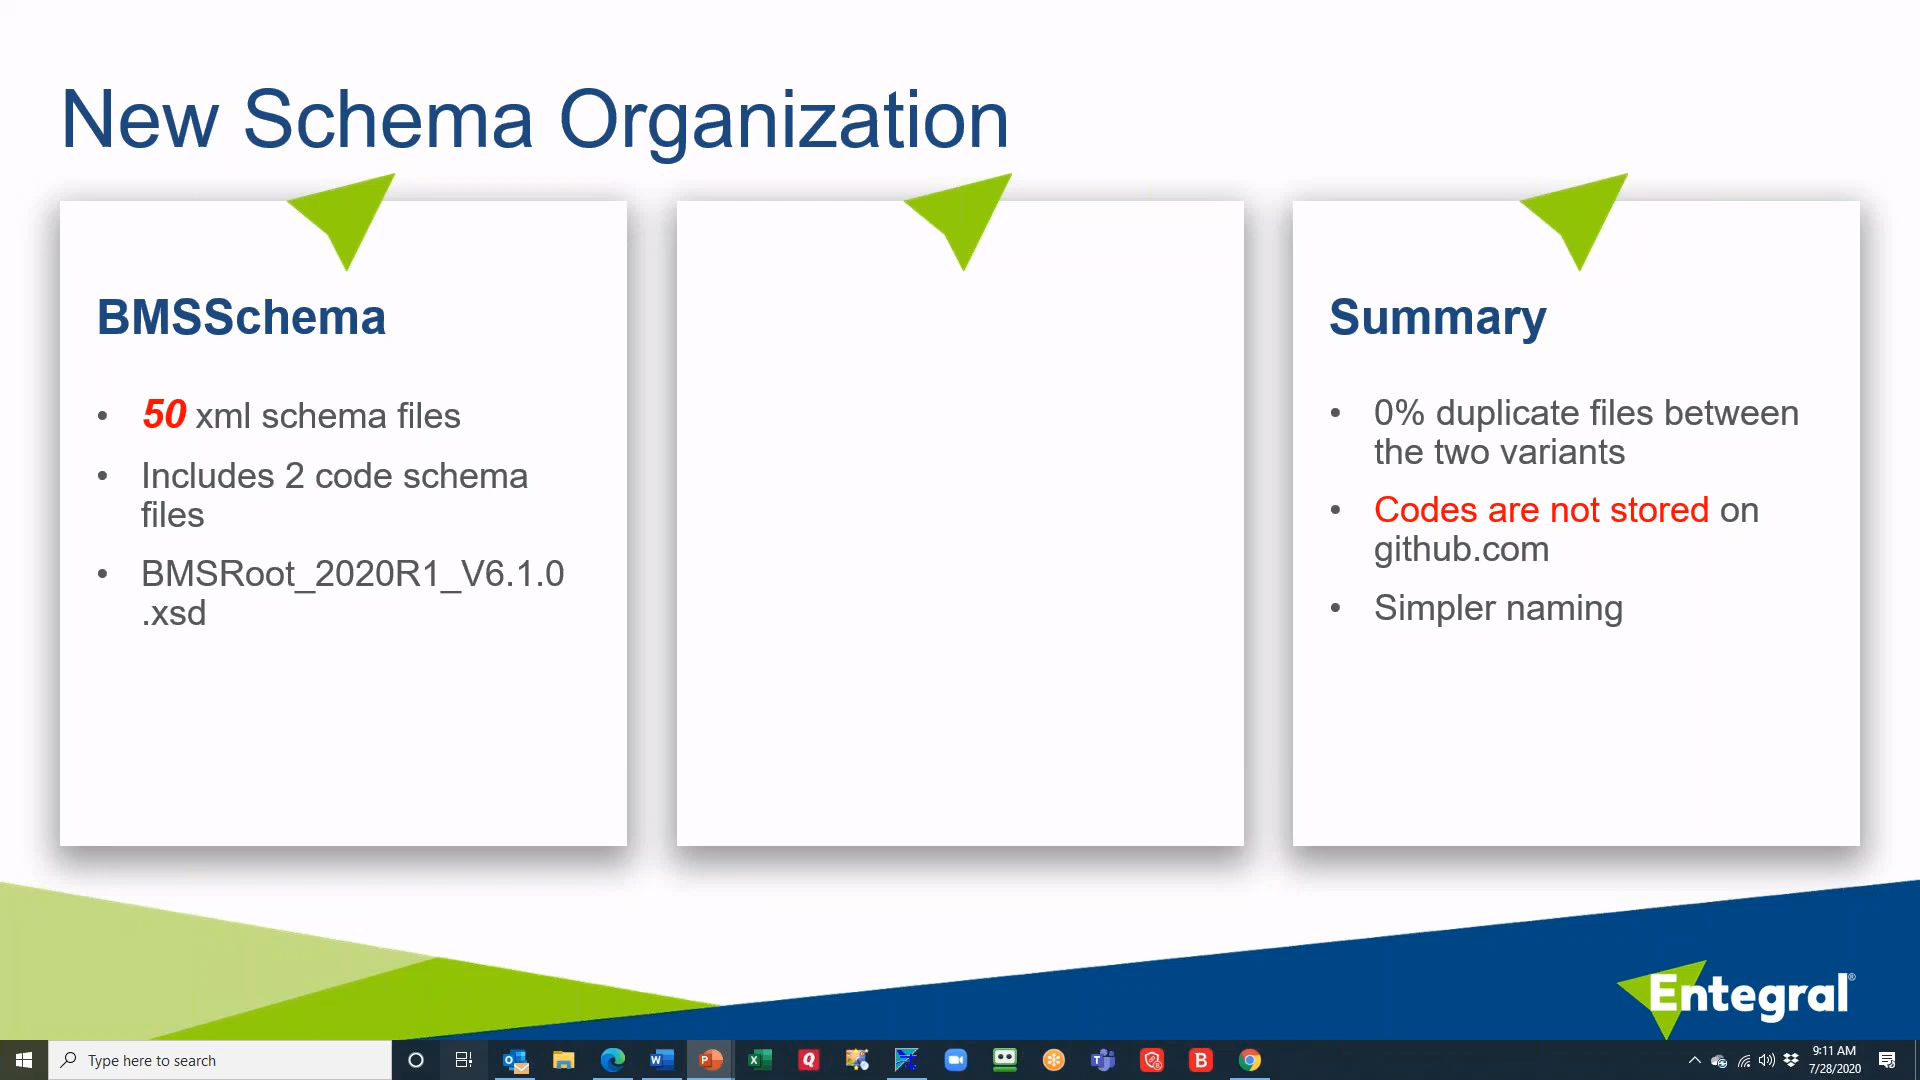 New Schema Organization
BMSSchema
• 50 xml schema files
• Includes 2 code schema
files
• BMSRoot_2020R1_V6.1.0
.xsd
Summary
• 0% duplicate files between
the two variants
• Codes are not stored on
github.com
• Simpler naming
Entegral®
Type here to search
9:11 AM
7/28/2020